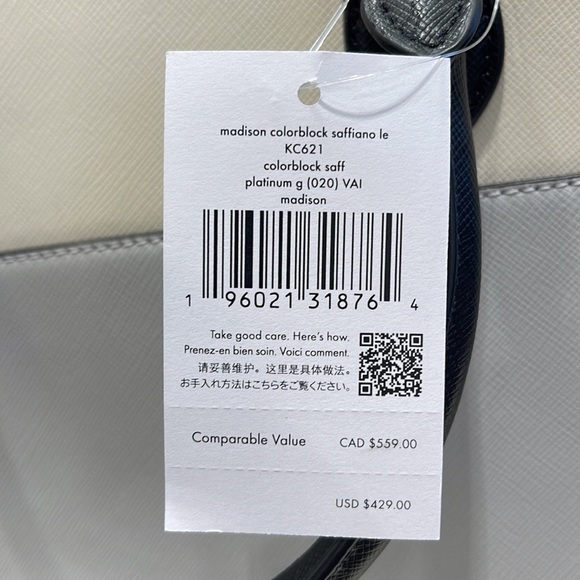 madison colorblock saffiano le
KC621
colorblock saff
platinum g (020) VAI
madison
1 96021 31876 4
Take good care. Here's how.
Prenez-en bien soin. Voici comment.
请妥善维护。这里是具体做法。
お手入れ方法はこちらをご覧ください。
Comparable Value CAD $559.00
USD $429.00